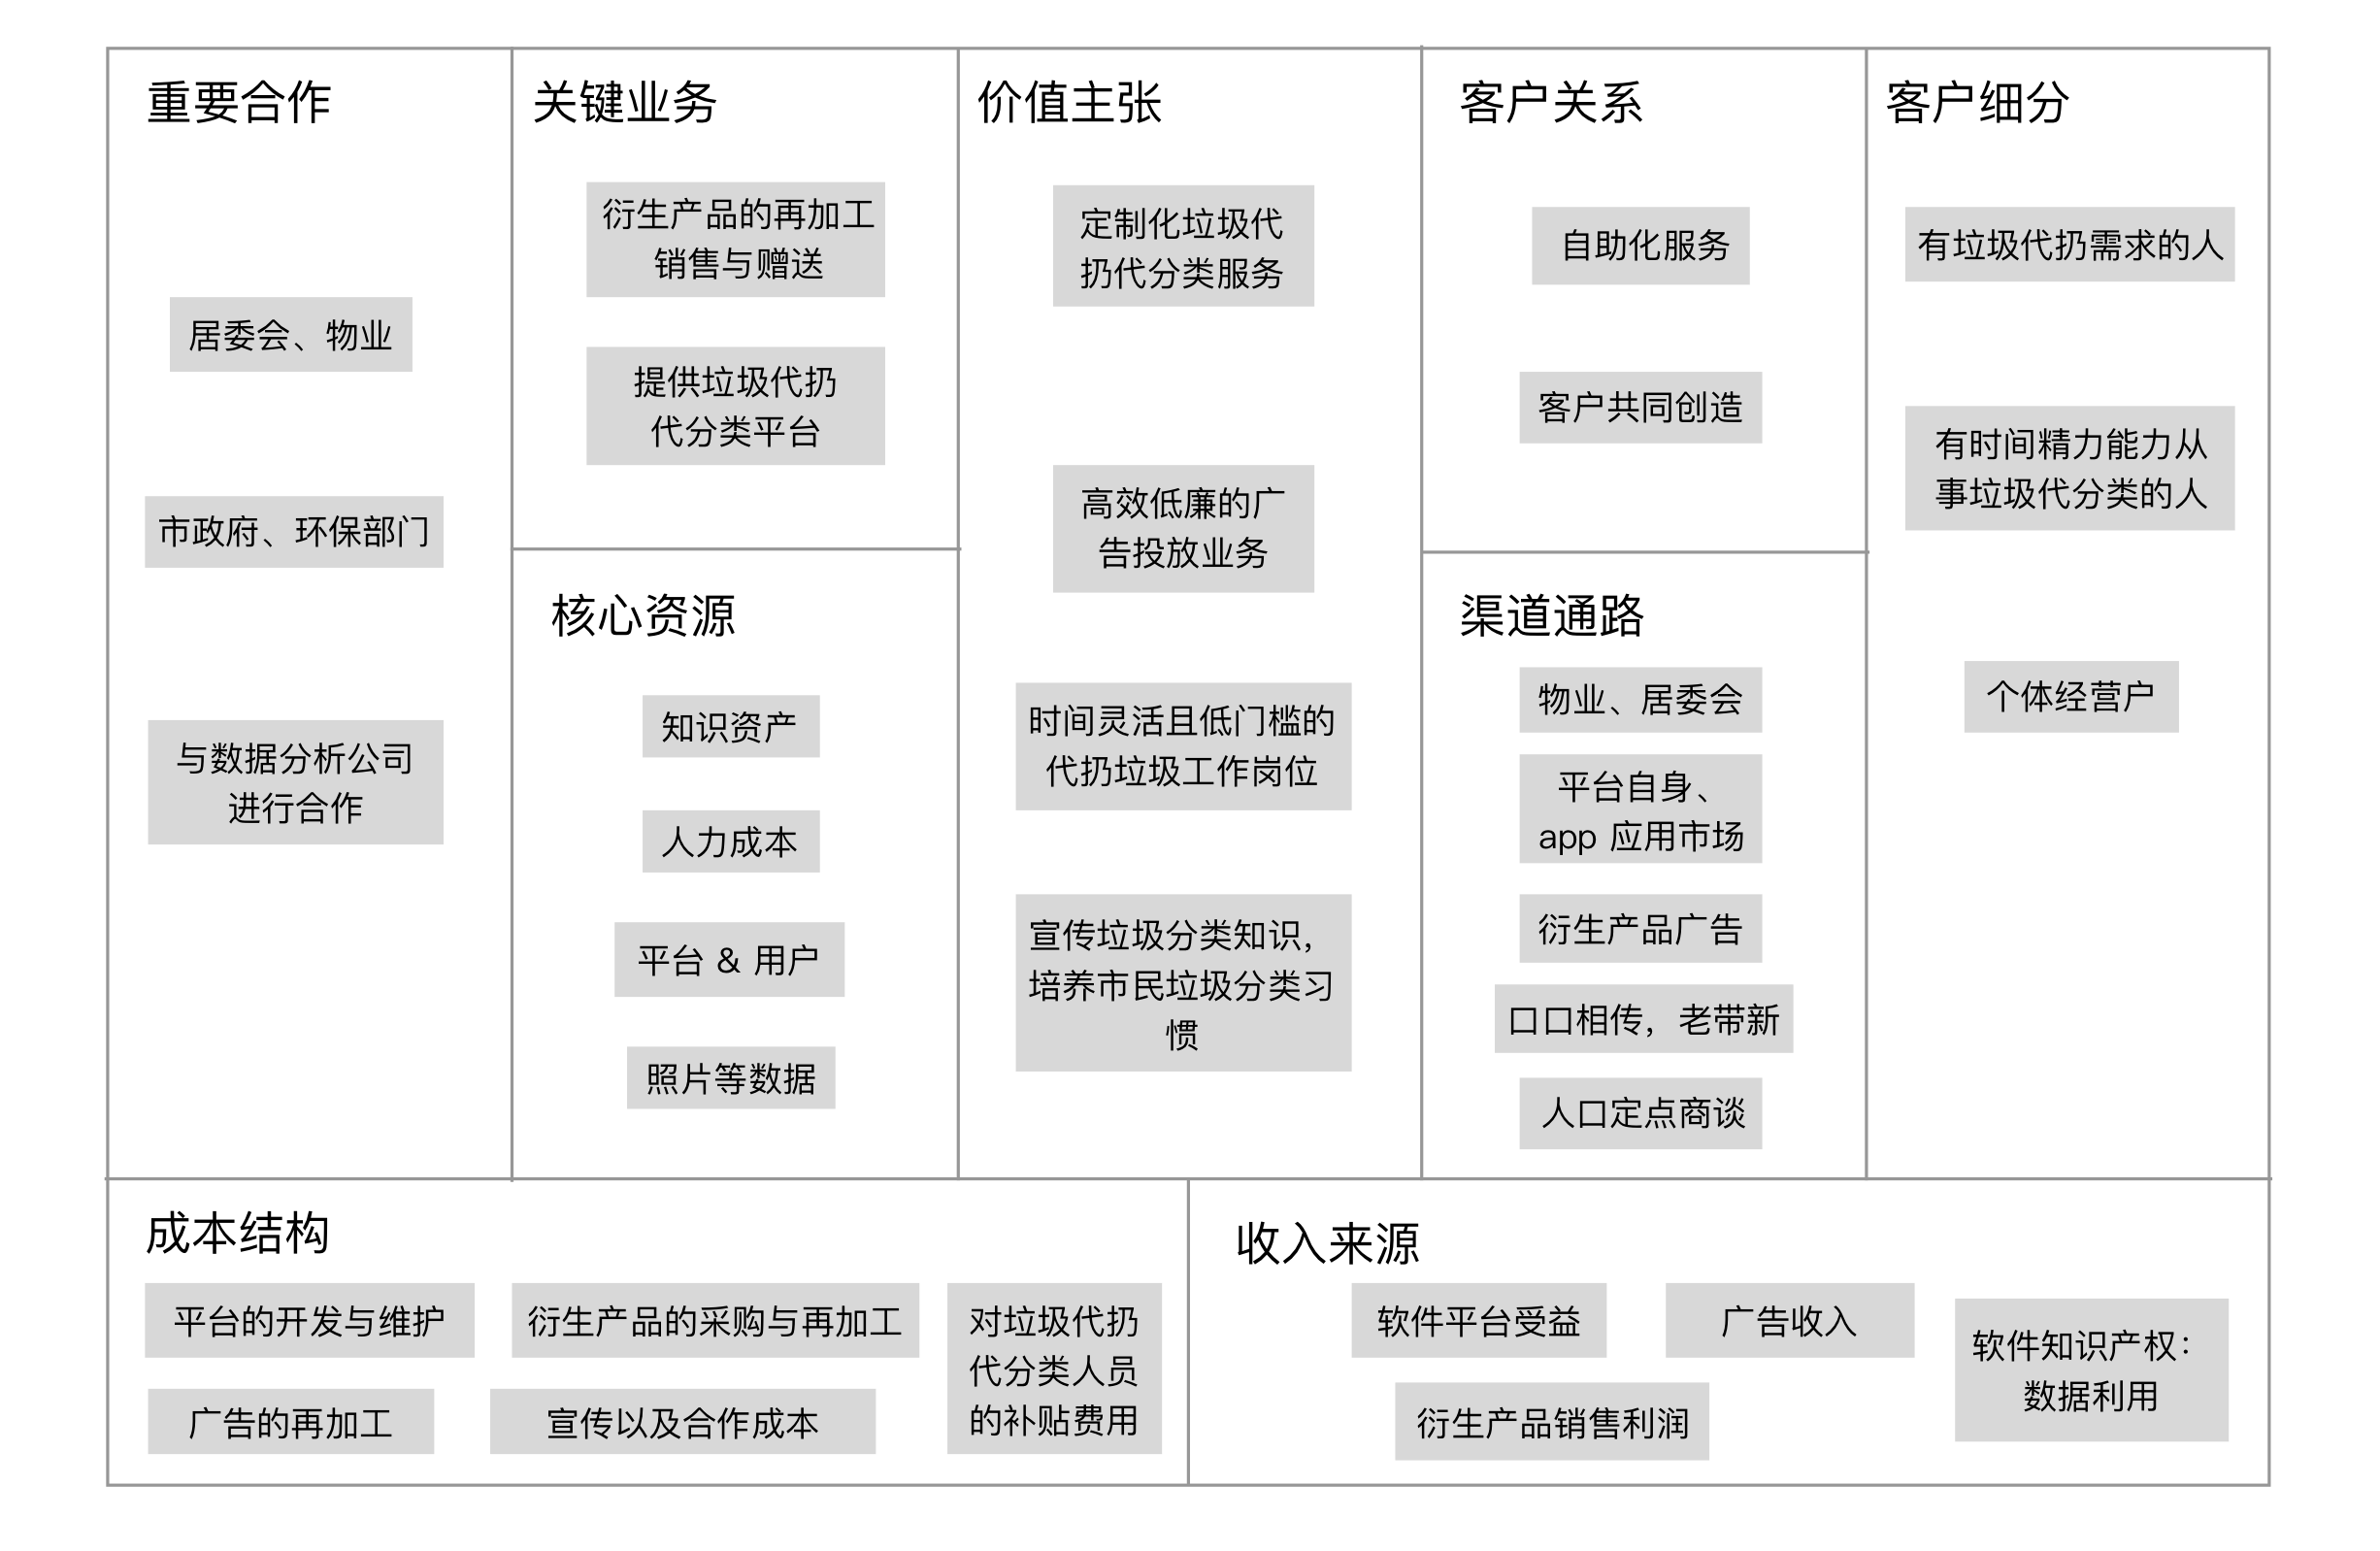 重要合作
居委会、物业
市政府、环保部门
与数据分析公司
进行合作
关键业务
衍生产品的再加工
销售与赠送
提供垃圾代扔
代分类平台
核心资源
知识资产
人力成本
平台 & 用户
照片等数据
价值主张
定制化垃圾代
扔代分类服务
高效低廉的广
告投放业务
时间灵活且低门槛的
代扔垃圾工作岗位
宣传垃圾分类知识，
培养市民垃圾分类习
惯
客户关系
自助化服务
客户共同创造
渠道通路
物业、居委会
平台自身、
app 应用市场
衍生产品广告
口口相传，老带新
人口定点商谈
客户细分
有垃圾代扔需求的人
有时间精力能力从
事垃圾代分类的人
个体经营户
成本结构
平台的开发与维护
衍生产品的采购与再加工
对垃圾代扔
代分类人员
的补贴费用
广告的再加工
宣传以及合作成本
收入来源
软件平台受益
广告收入
软件知识产权：
数据利用
衍生产品销售利润